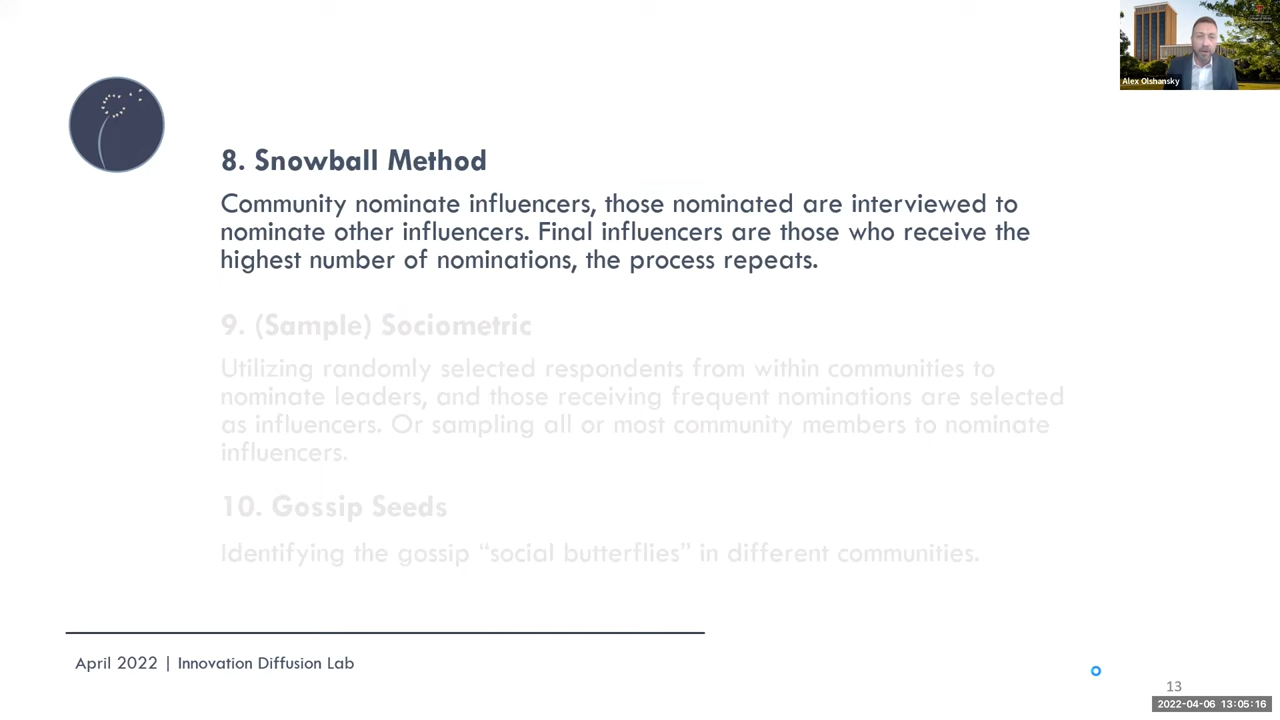 Alex Olshansky
8. Snowball Method
Community nominate influencers, those nominated are interviewed to
nominate other influencers. Final influencers are those who receive the
highest number of nominations, the process repeats.
9. (Sample) Sociometric
Utilizing randomly selected respondents from within communities to
nominate leaders, and those receiving frequent nominations are selected
as influencers. Or sampling all or most community members to nominate
influencers.
10. Gossip Seeds
Identifying the gossip “social butterflies” in different communities.
April 2022 | Innovation Diffusion Lab
13
2022-04-06 13:05:16